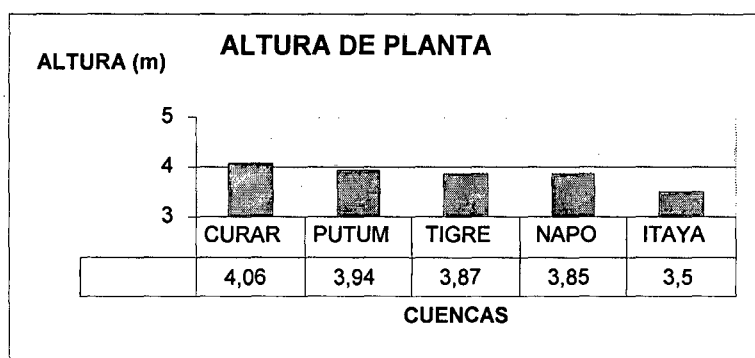 ALTURA DE PLANTA
ALTURA (m)
5
4
3
CURAR PUTUM TIGRE NAPO ITAYA
4,06 3,94 3,87 3,85 3,5
CUENCAS